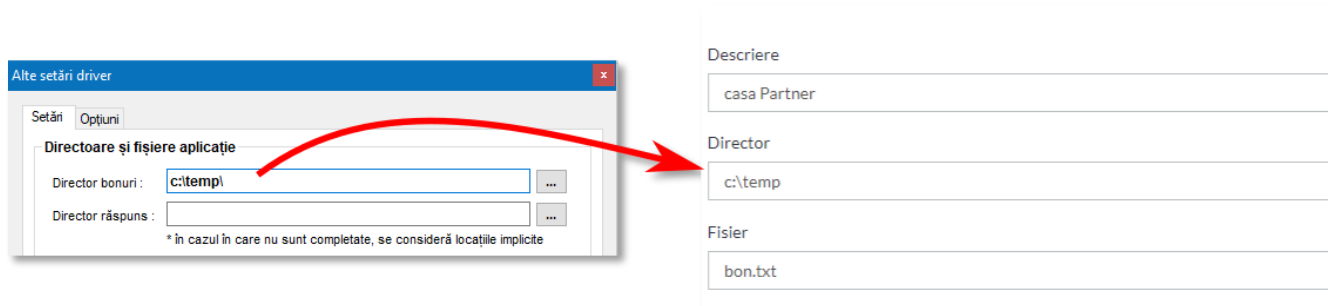 Alte setări driver
x
Setări Opțiuni
Directoare și fișiere aplicație
Director bonuri : c:\temp\ ...
Director răspuns : ...
* în cazul în care nu sunt completate, se consideră locațiile implicite
Descriere
casa Partner
Director
c:\temp
Fisier
bon.txt